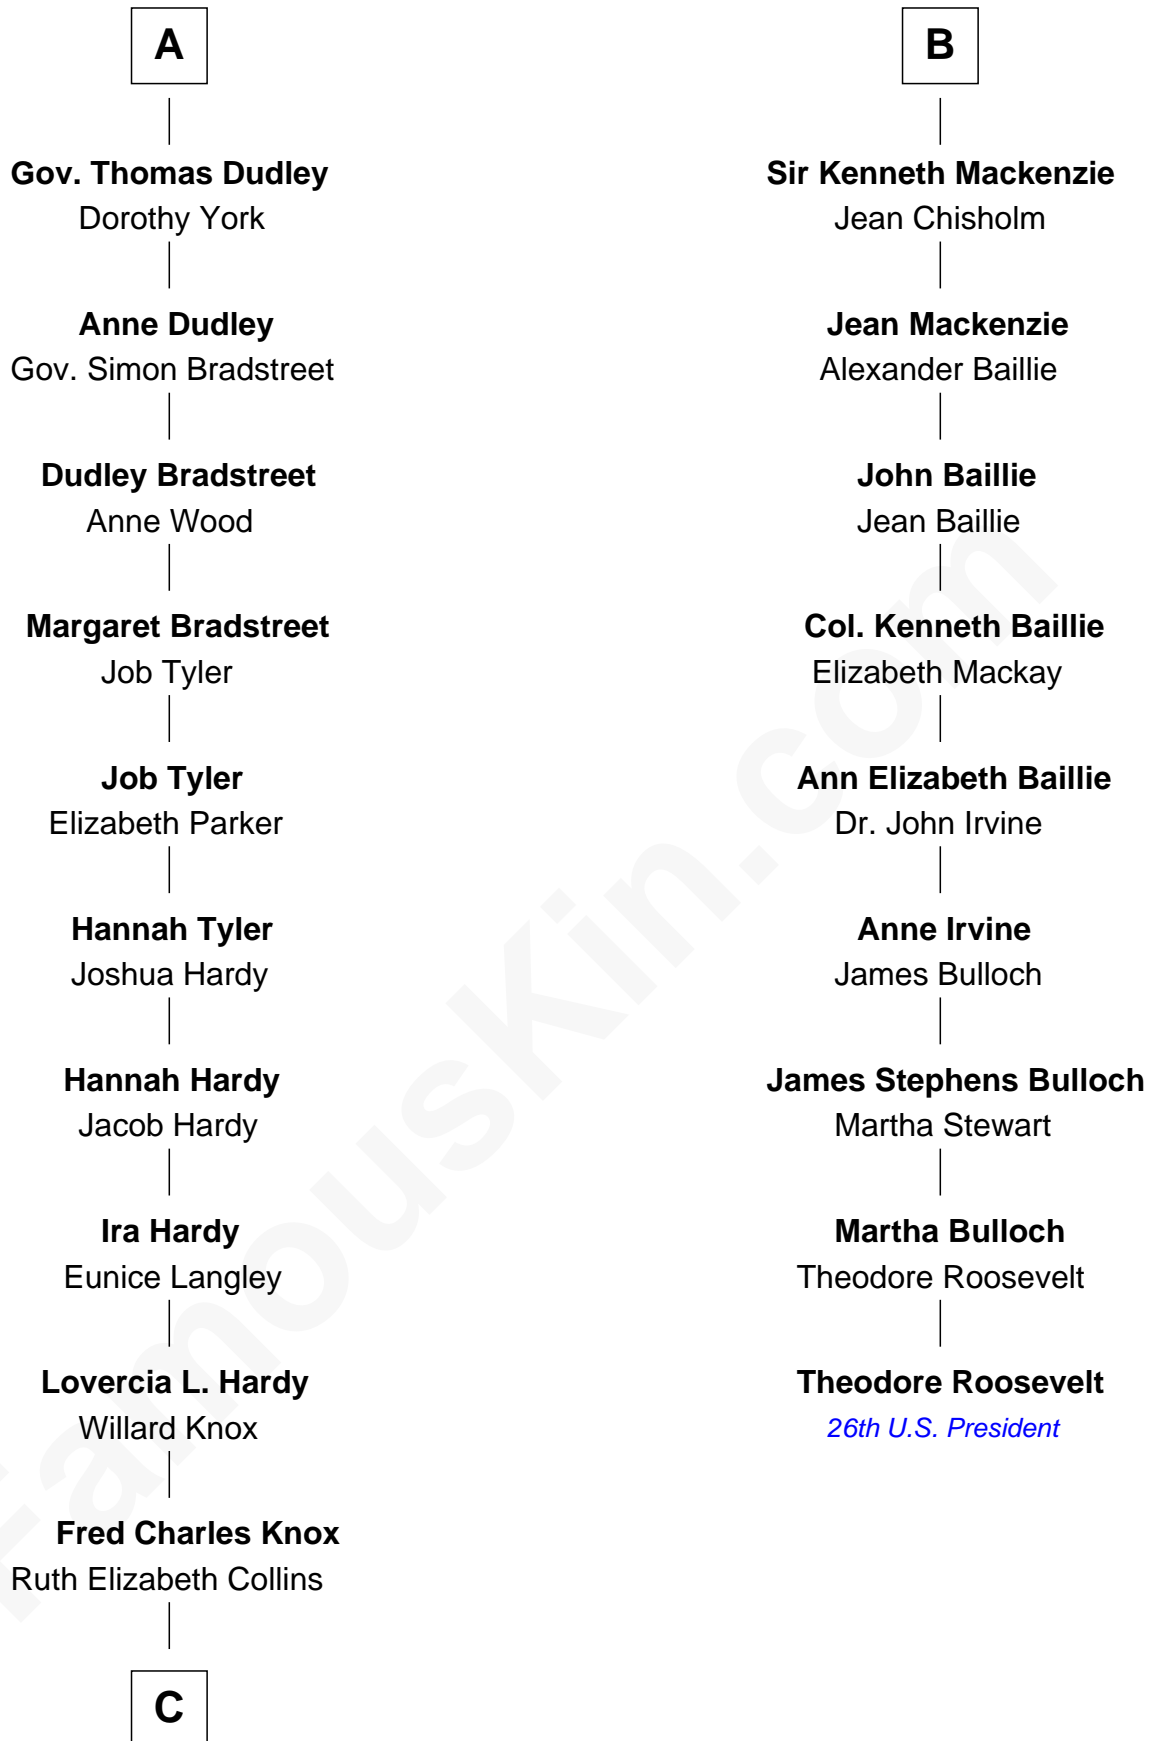 A
Gov. Thomas Dudley
Dorothy York
Anne Dudley
Gov. Simon Bradstreet
Dudley Bradstreet
Anne Wood
Margaret Bradstreet
Job Tyler
Job Tyler
Elizabeth Parker
Hannah Tyler
Joshua Hardy
Hannah Hardy
Jacob Hardy
Ira Hardy
Eunice Langley
Lovercia L. Hardy
Willard Knox
Fred Charles Knox
Ruth Elizabeth Collins
C
B
Sir Kenneth Mackenzie
Jean Chisholm
Jean Mackenzie
Alexander Baillie
John Baillie
Jean Baillie
Col. Kenneth Baillie
Elizabeth Mackay
Ann Elizabeth Baillie
Dr. John Irvine
Anne Irvine
James Bulloch
James Stephens Bulloch
Martha Stewart
Martha Bulloch
Theodore Roosevelt
Theodore Roosevelt
26th U.S. President
FamousKin.com